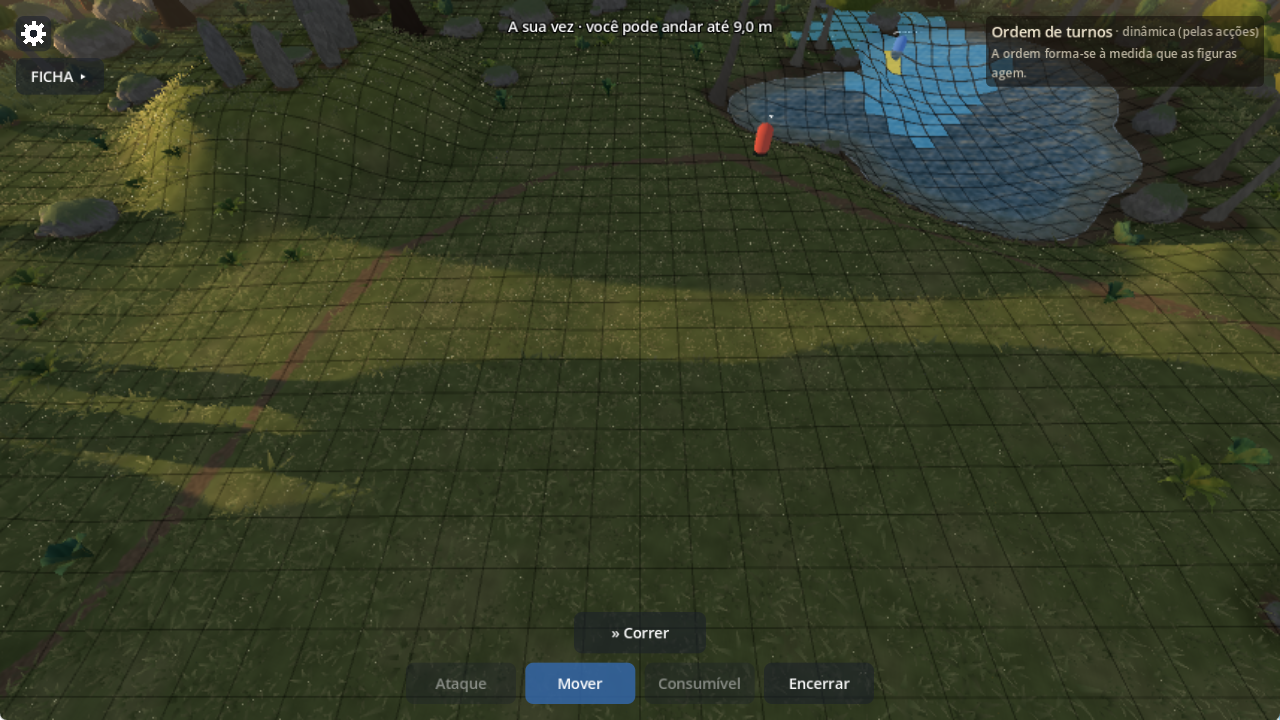 A sua vez · você pode andar até 9,0 m
FICHA ▸
Ordem de turnos · dinâmica (pelas acções)
A ordem forma-se à medida que as figuras
agem.
» Correr
Ataque
Mover
Consumível
Encerrar